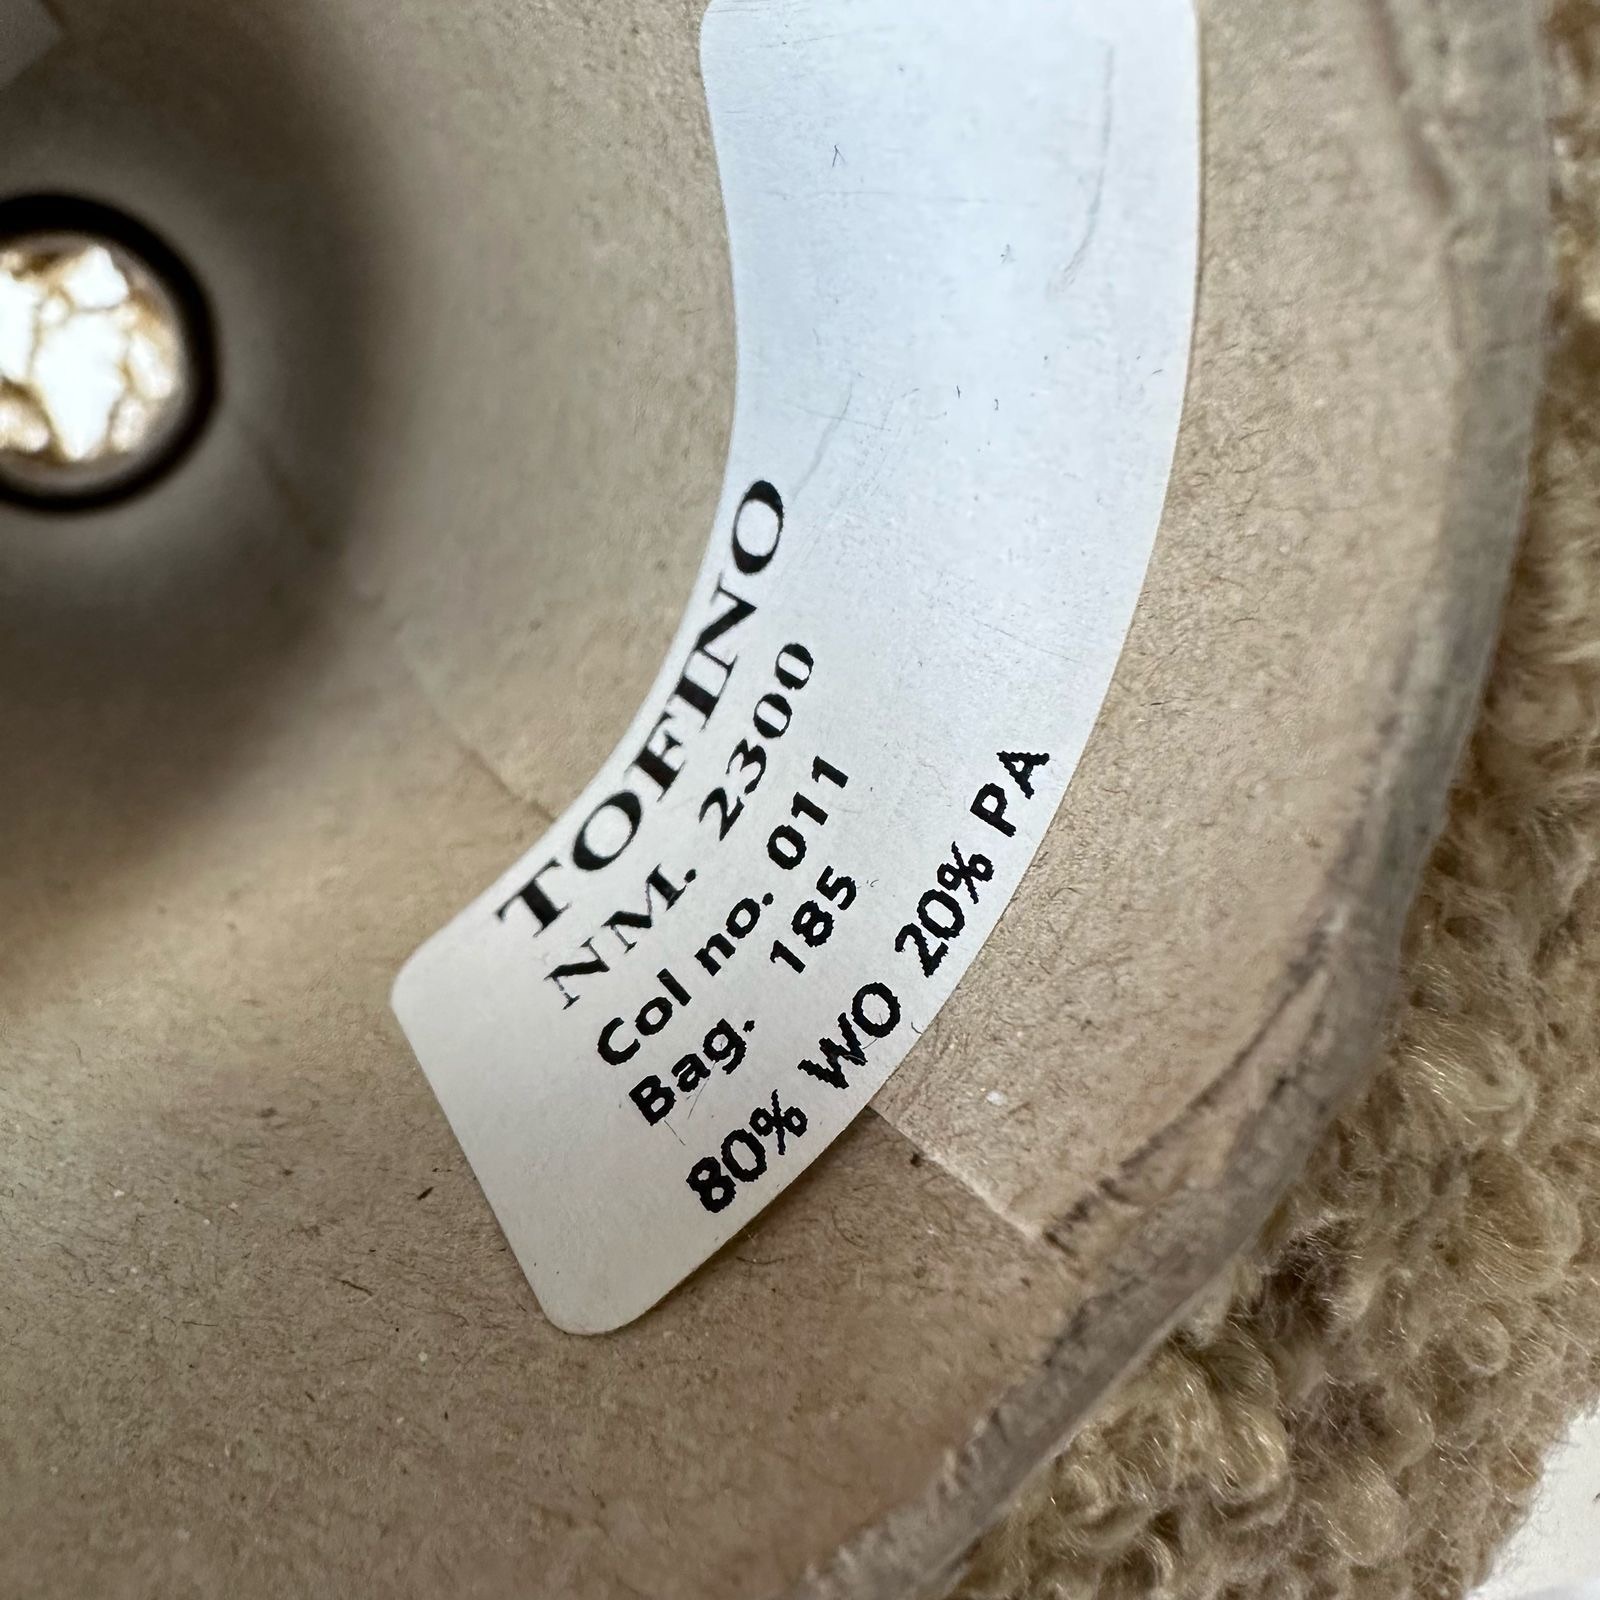 TOFINO
NM. 2300
Col no. 011
Bag. 185
80% WO 20% PA